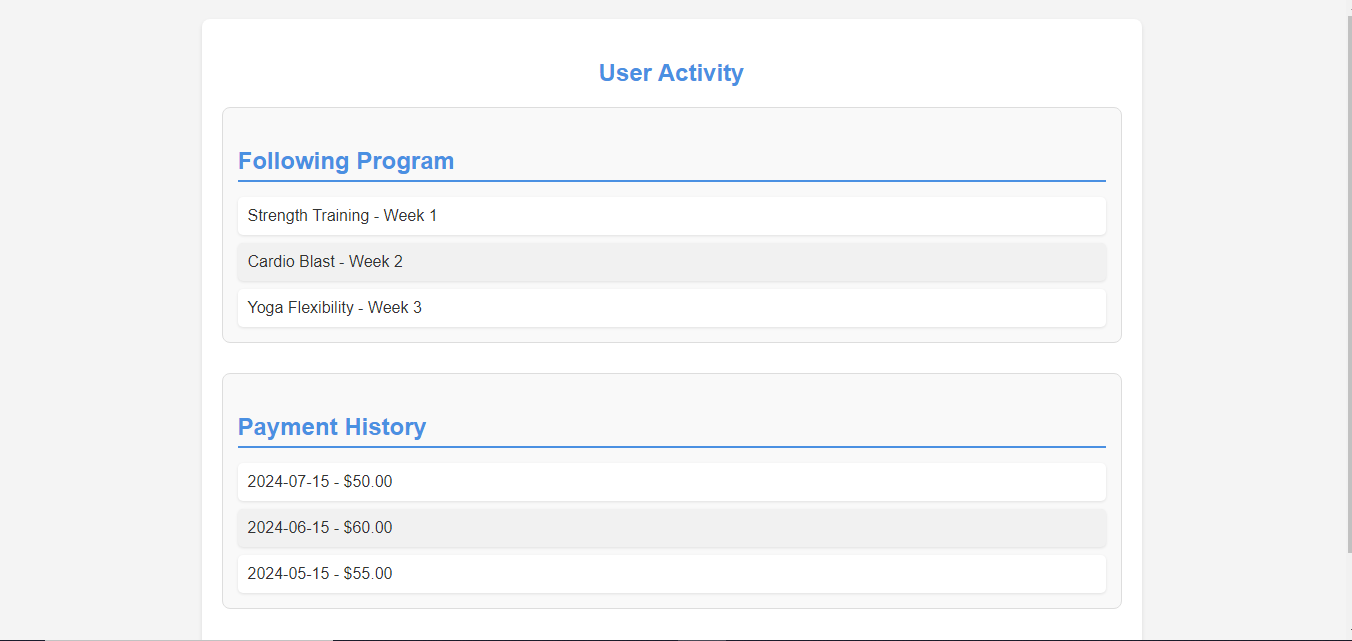 User Activity
Following Program
Strength Training - Week 1
Cardio Blast - Week 2
Yoga Flexibility - Week 3
Payment History
2024-07-15 - $50.00
2024-06-15 - $60.00
2024-05-15 - $55.00